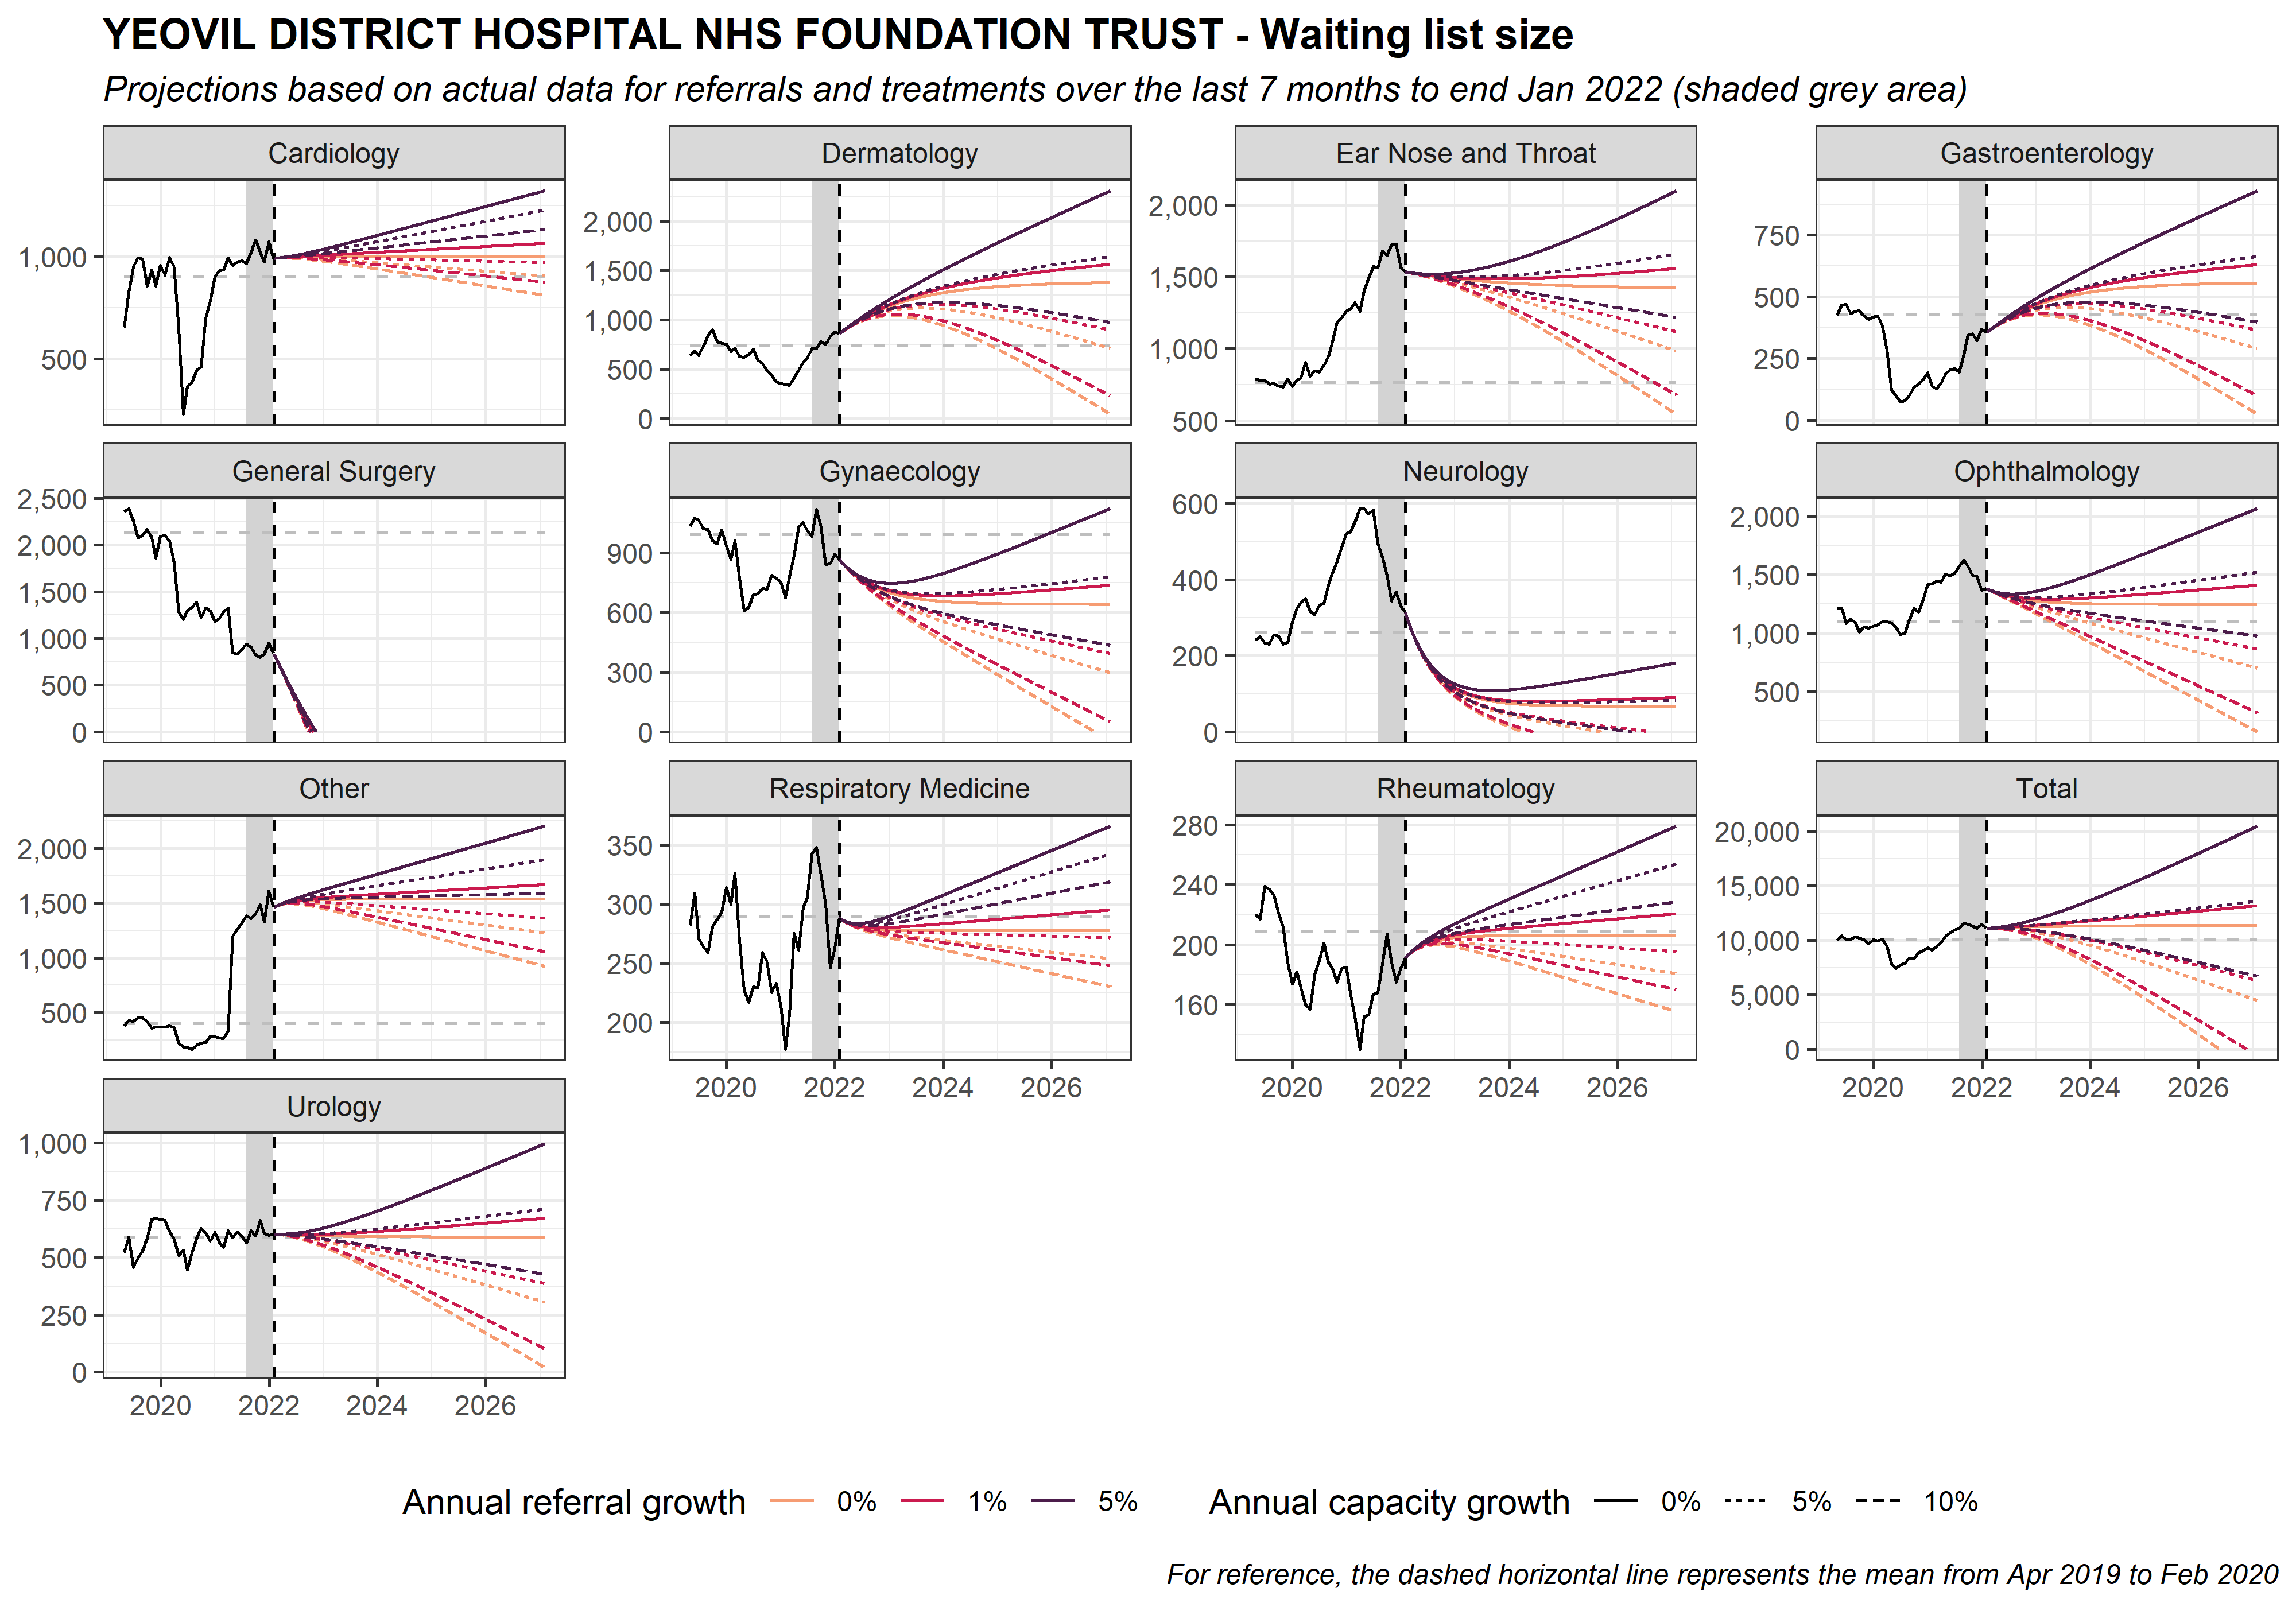 YEOVIL DISTRICT HOSPITAL NHS FOUNDATION TRUST - Waiting list size
Projections based on actual data for referrals and treatments over the last 7 months to end Jan 2022 (shaded grey area)
Cardiology
1,000
500
Dermatology
2,000
1,500
1,000
500
0
Ear Nose and Throat
2,000
1,500
1,000
500
Gastroenterology
750
500
250
0
General Surgery
2,500
2,000
1,500
1,000
500
0
Gynaecology
900
600
300
0
Neurology
600
400
200
0
Ophthalmology
2,000
1,500
1,000
500
Other
2,000
1,500
1,000
500
Respiratory Medicine
350
300
250
200
2020 2022 2024 2026
Rheumatology
280
240
200
160
2020 2022 2024 2026
Total
20,000
15,000
10,000
5,000
0
2020 2022 2024 2026
Urology
1,000
750
500
250
0
2020 2022 2024 2026
Annual referral growth 0% 1% 5% Annual capacity growth 0% 5% 10%
For reference, the dashed horizontal line represents the mean from Apr 2019 to Feb 2020